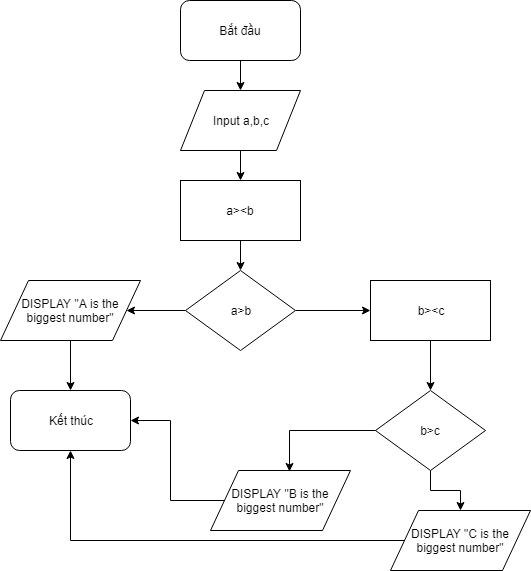 Bắt đầu
Input a,b,c
a><b
a>b
DISPLAY "A is the
biggest number"
b><c
Kết thúc
b>c
DISPLAY "B is the
biggest number"
DISPLAY "C is the
biggest number"